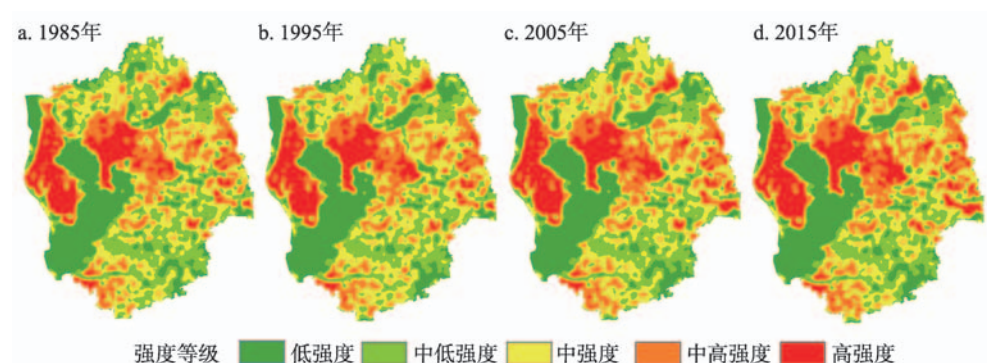 a. 1985年
b. 1995年
c. 2005年
d. 2015年
强度等级 低强度 中低强度 中强度 中高强度 高强度